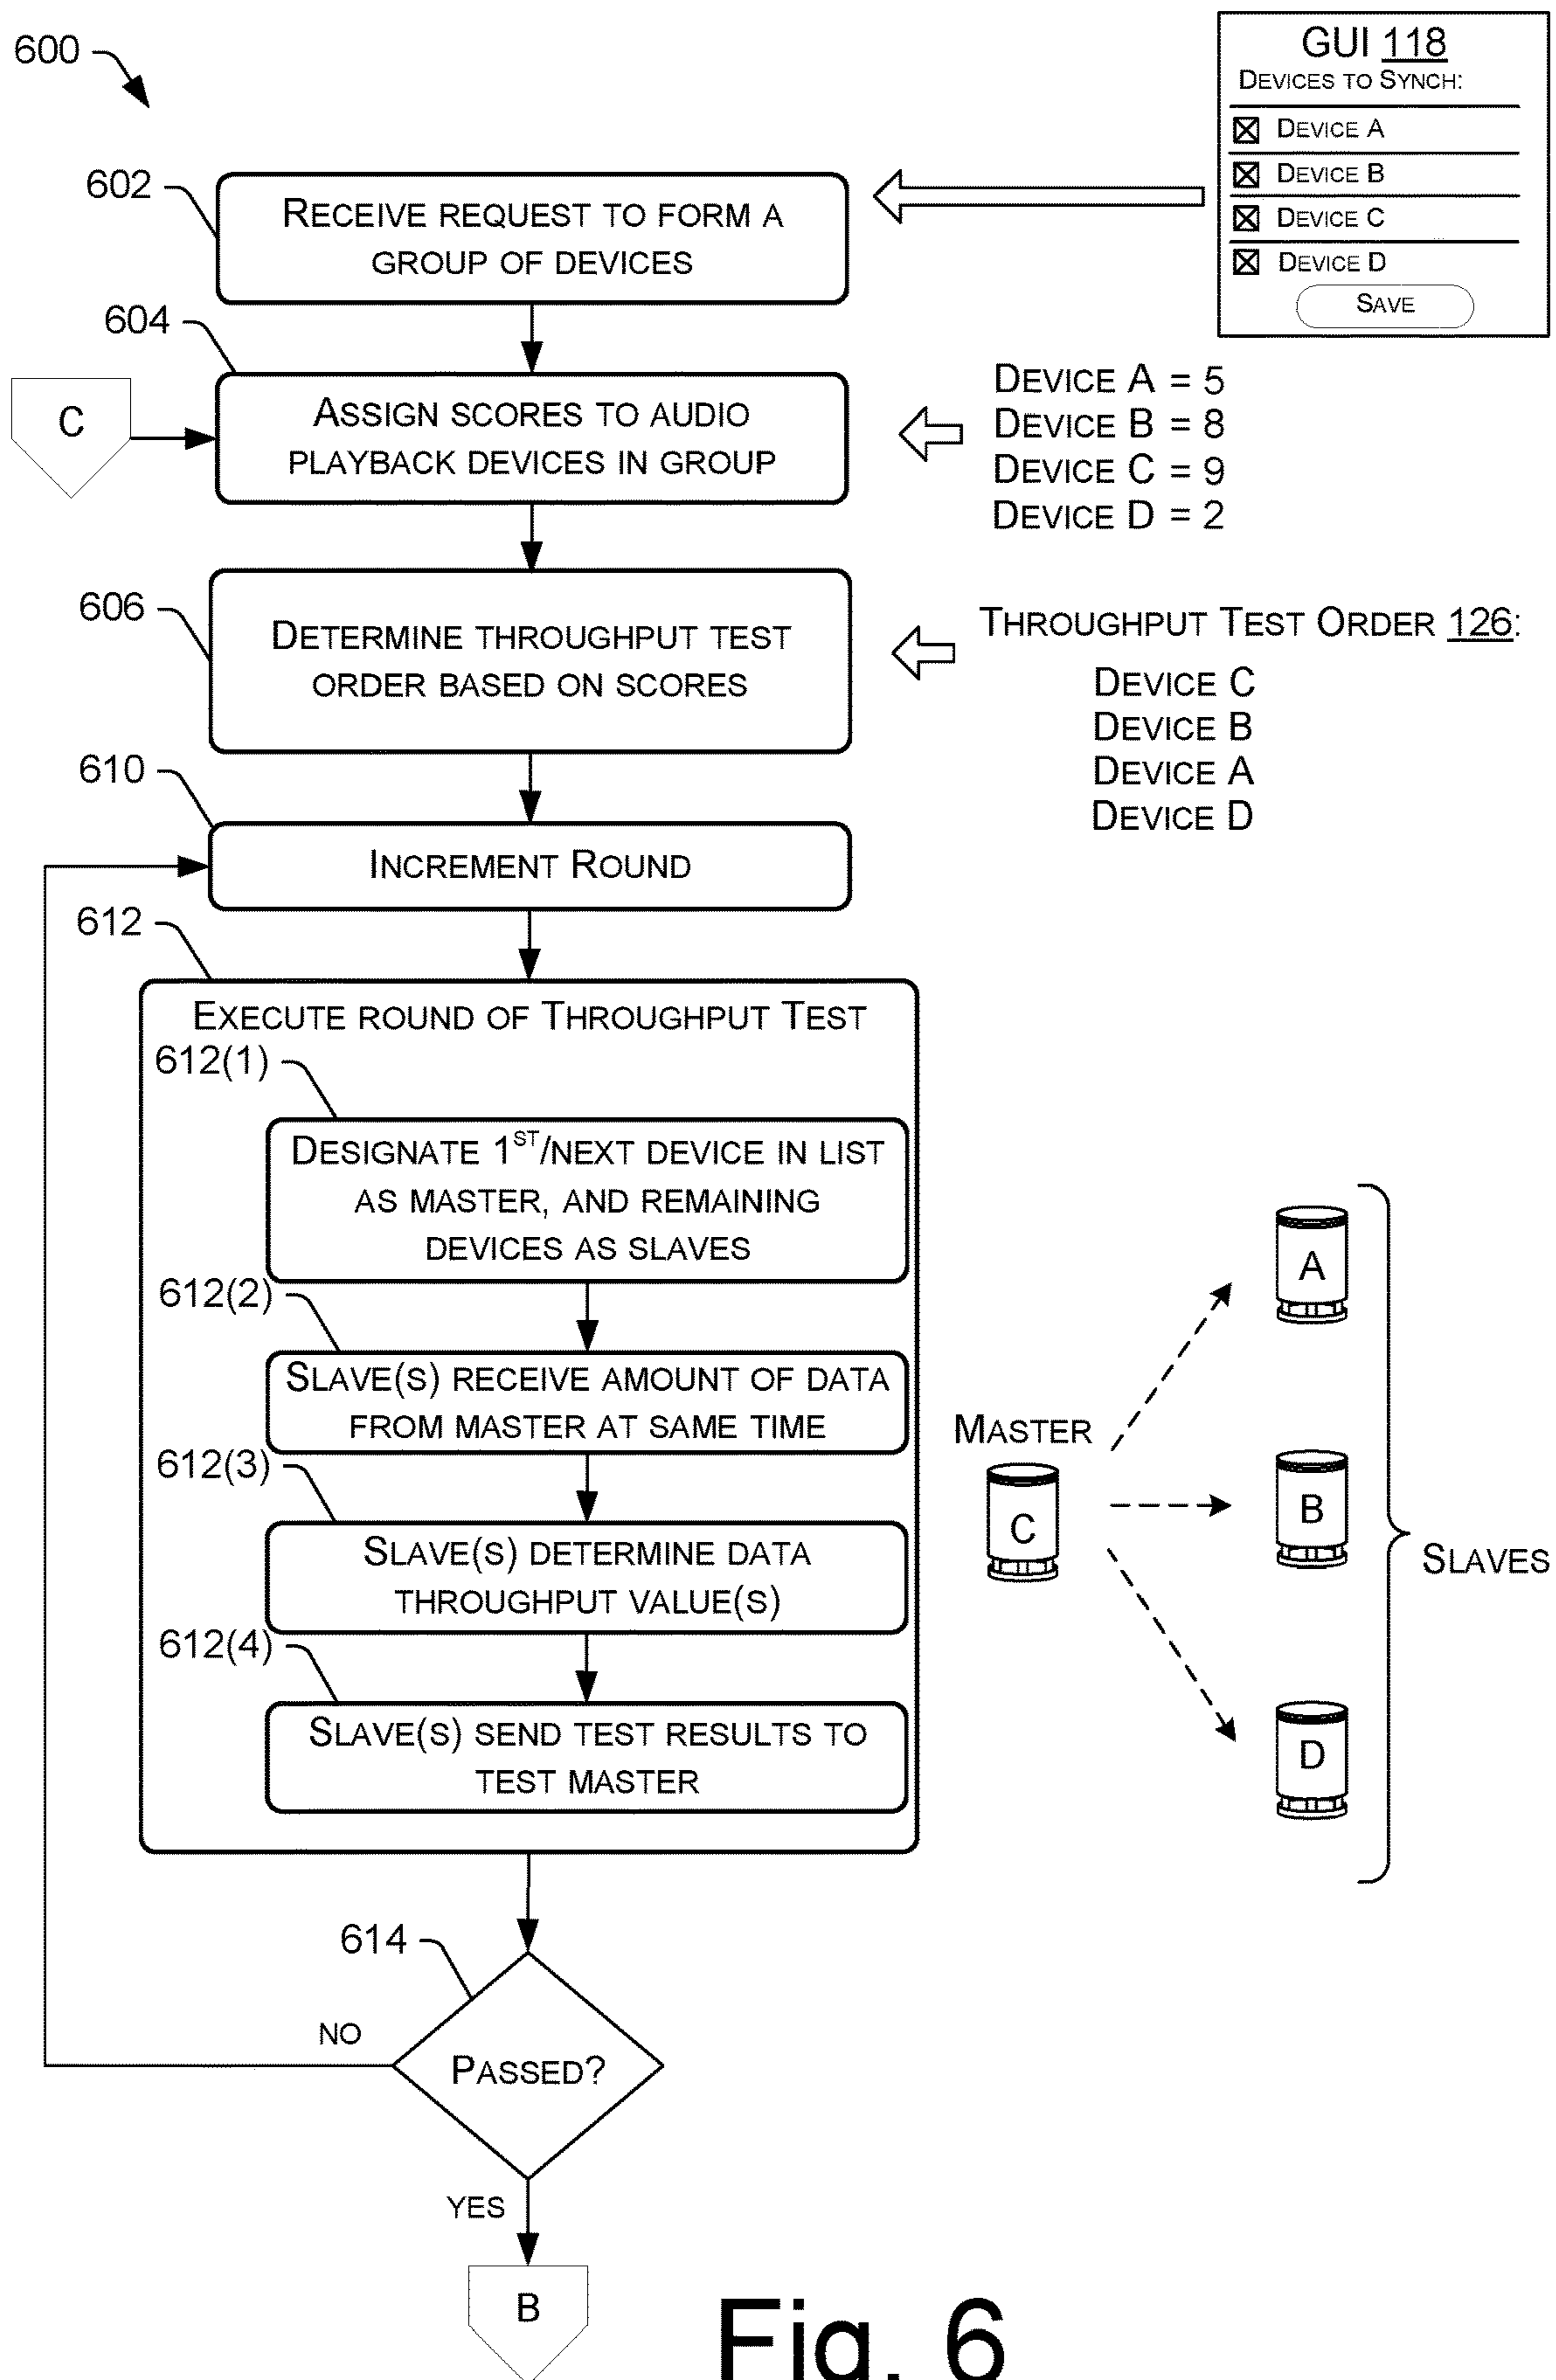 600
GUI 118
DEVICES TO SYNCH:
DEVICE A
DEVICE B
DEVICE C
DEVICE D
SAVE
602
RECEIVE REQUEST TO FORM A
GROUP OF DEVICES
604
C
ASSIGN SCORES TO AUDIO
PLAYBACK DEVICES IN GROUP
DEVICE A = 5
DEVICE B = 8
DEVICE C = 9
DEVICE D = 2
606
DETERMINE THROUGHPUT TEST
ORDER BASED ON SCORES
THROUGHPUT TEST ORDER 126:
DEVICE C
DEVICE B
DEVICE A
DEVICE D
610
INCREMENT ROUND
612
EXECUTE ROUND OF THROUGHPUT TEST
612(1)
DESIGNATE 1ST/NEXT DEVICE IN LIST
AS MASTER, AND REMAINING
DEVICES AS SLAVES
612(2)
SLAVE(S) RECEIVE AMOUNT OF DATA
FROM MASTER AT SAME TIME
612(3)
SLAVE(S) DETERMINE DATA
THROUGHPUT VALUE(S)
612(4)
SLAVE(S) SEND TEST RESULTS TO
TEST MASTER
MASTER
C
A
B
D
SLAVES
614
PASSED?
NO
YES
B
Fig. 6